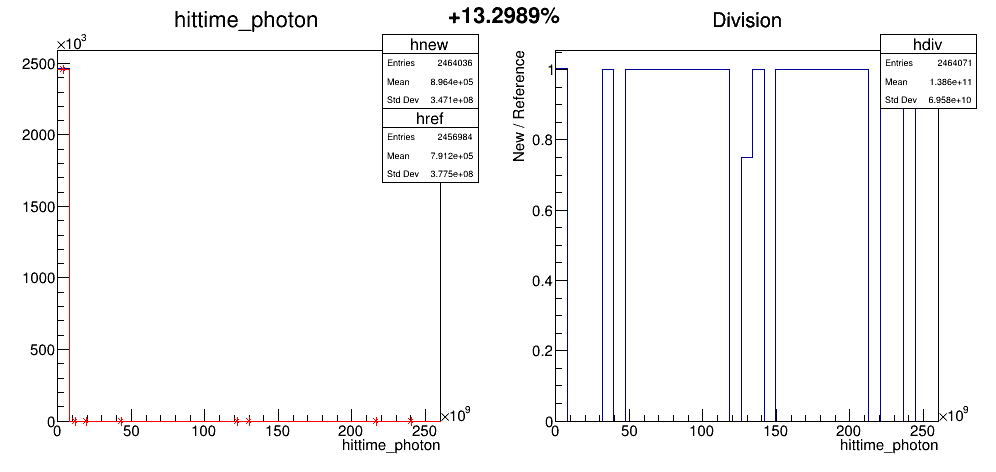 +13.2989%
hittime_photon
×10³
hnew
Entries 2464036
Mean 8.964e+05
Std Dev 3.471e+08
href
Entries 2456984
Mean 7.912e+05
Std Dev 3.775e+08
2500
2000
1500
1000
500
0
0 50 100 150 200 250
×10⁹
hittime_photon
Division
hdiv
Entries 2464071
Mean 1.386e+11
Std Dev 6.958e+10
New / Reference
1
0.8
0.6
0.4
0.2
0
0 50 100 150 200 250
×10⁹
hittime_photon